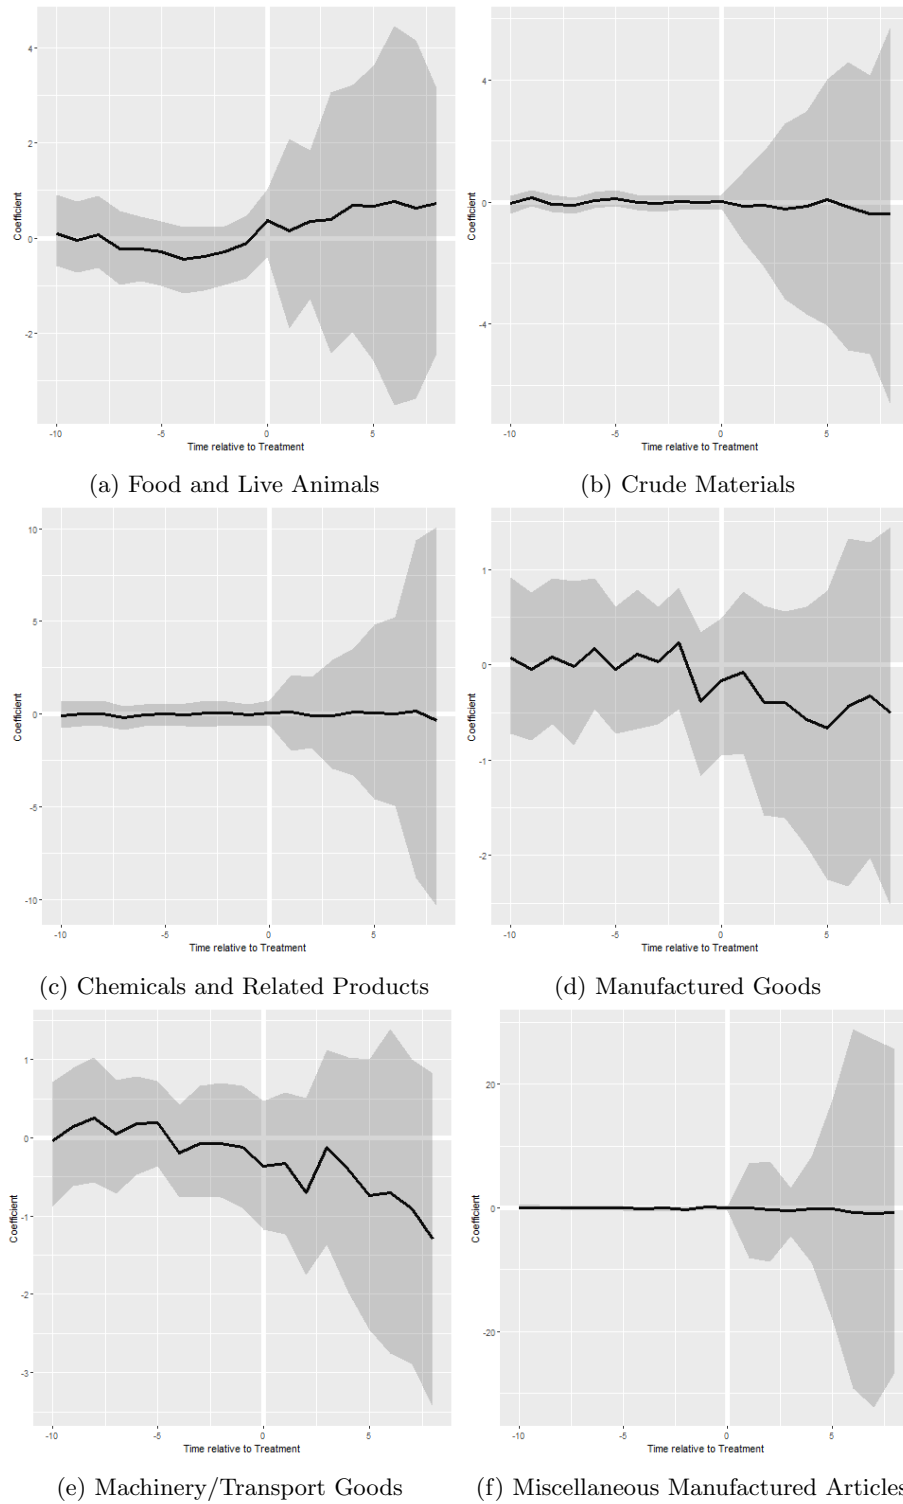 4-
2-
0-
-2-
Coefficient
-10
-5
0
5
Time relative to Treatment
(a) Food and Live Animals
4-
0-
-4-
Coefficient
-10
-5
0
5
Time relative to Treatment
(b) Crude Materials
10-
5-
0-
-5-
-10-
Coefficient
-10
-5
0
5
Time relative to Treatment
(c) Chemicals and Related Products
1-
0-
-1-
-2-
Coefficient
-10
-5
0
5
Time relative to Treatment
(d) Manufactured Goods
1-
0-
-1-
-2-
-3-
Coefficient
-10
-5
0
5
Time relative to Treatment
(e) Machinery/Transport Goods
20-
0-
-20-
Coefficient
-10
-5
0
5
Time relative to Treatment
(f) Miscellaneous Manufactured Articles